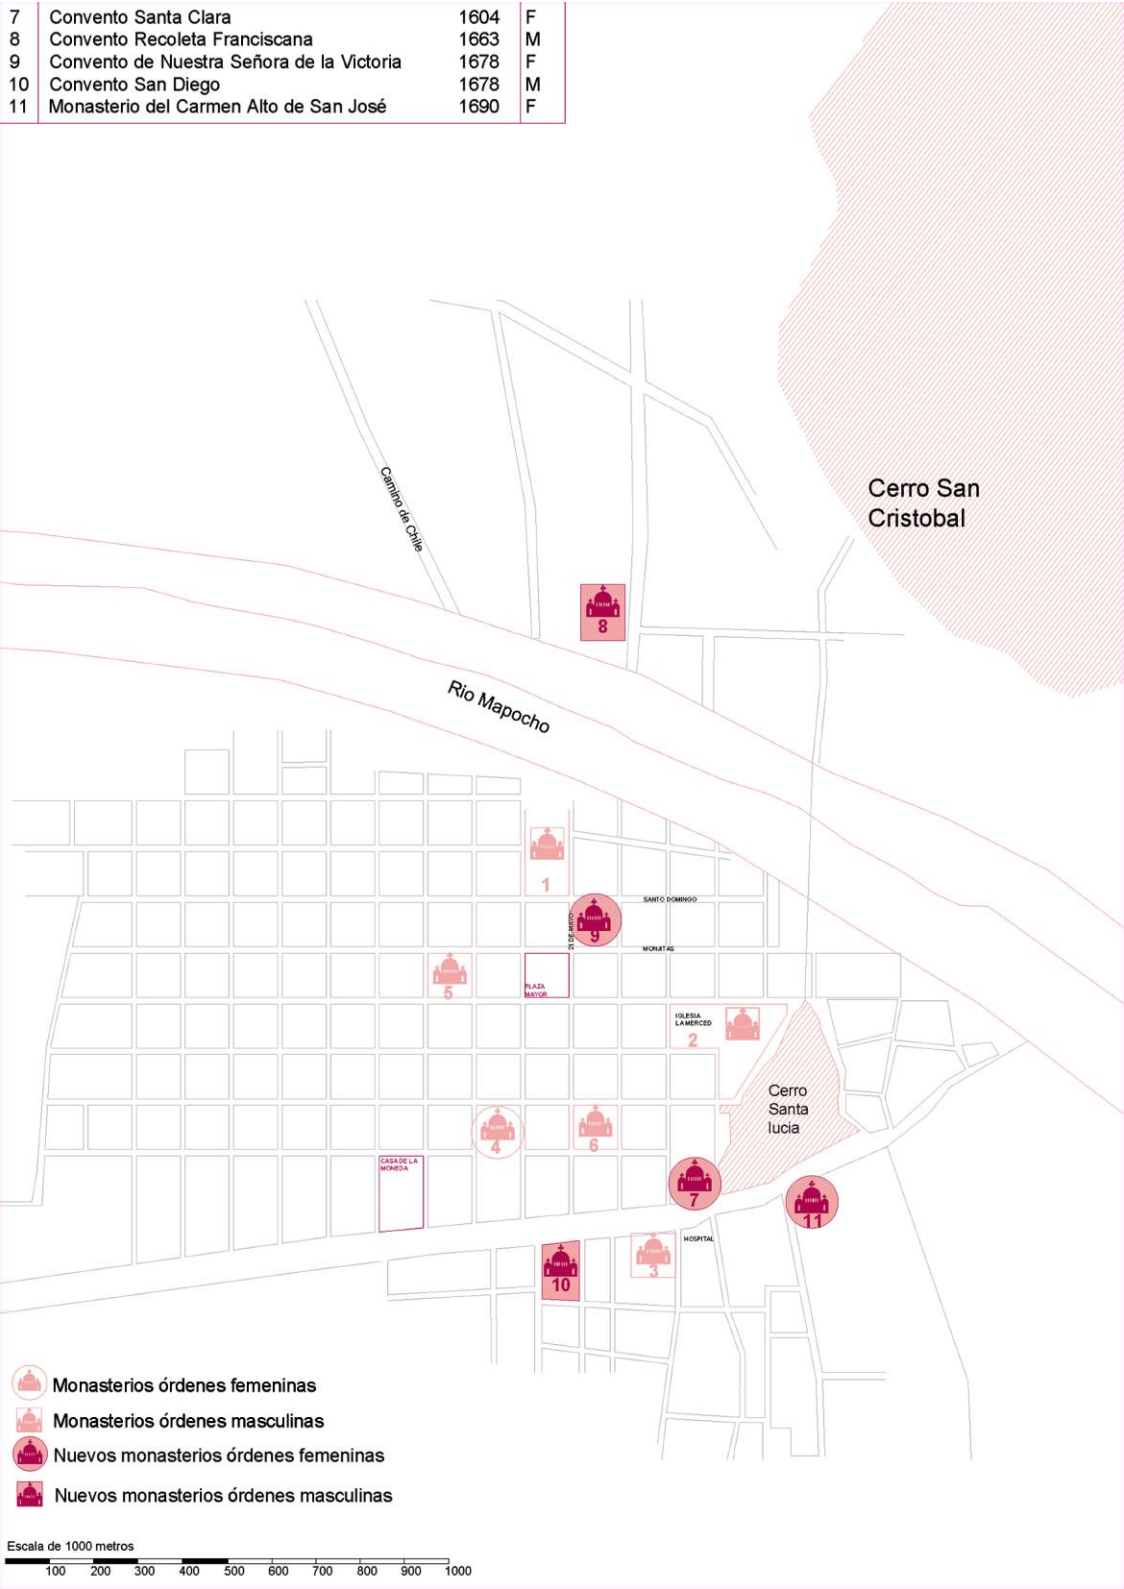 7 Convento Santa Clara 1604 F
8 Convento Recoleta Franciscana 1663 M
9 Convento de Nuestra Señora de la Victoria 1678 F
10 Convento San Diego 1678 M
11 Monasterio del Carmen Alto de San José 1690 F
Camino de Chile
Cerro San
Cristobal
8
Rio Mapocho
1
SANTO DOMINGO
21 DE MAYO
9
MONJITAS
5
PLAZA
MAYOR
IGLESIA
LA MERCED
2
Cerro
Santa
lucia
4
6
CASA DE LA
MONEDA
7
11
HOSPITAL
3
10
Monasterios órdenes femeninas
Monasterios órdenes masculinas
Nuevos monasterios órdenes femeninas
Nuevos monasterios órdenes masculinas
Escala de 1000 metros
100 200 300 400 500 600 700 800 900 1000